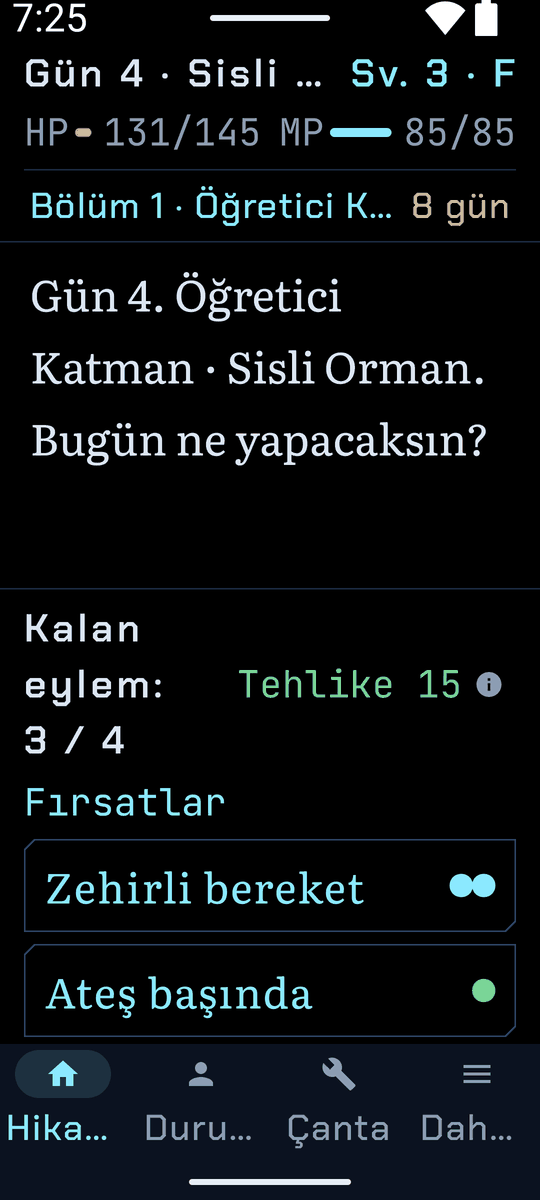 7:25
Gün 4 · Sisli ... Sv. 3 · F
HP 131/145 MP 85/85
Bölüm 1 · Öğretici K... 8 gün
Gün 4. Öğretici
Katman · Sisli Orman.
Bugün ne yapacaksın?
Kalan
eylem: Tehlike 15
3 / 4
Fırsatlar
Zehirli bereket
Ateş başında
Hika... Duru... Çanta Dah...